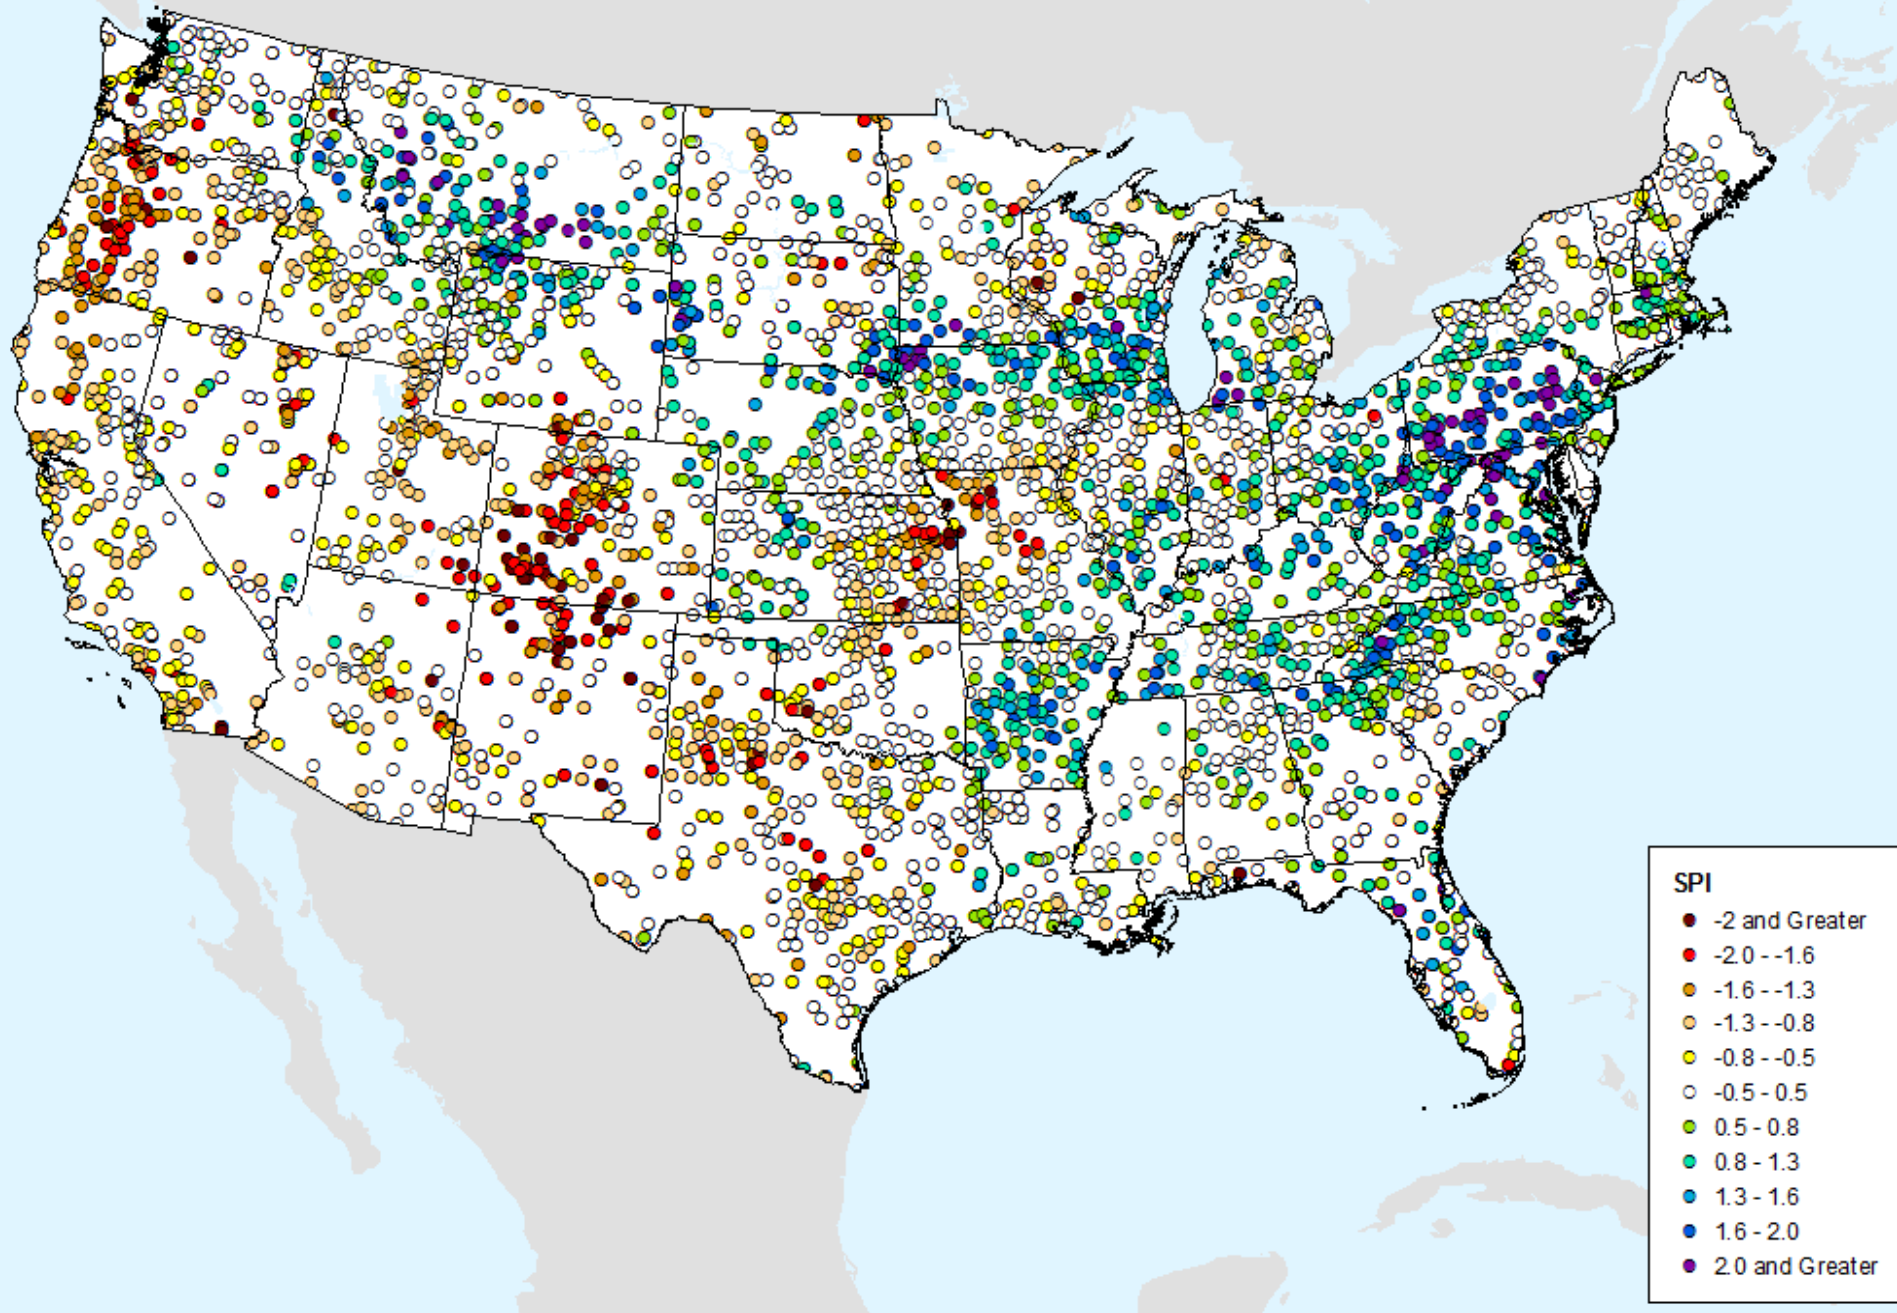 SPI
-2 and Greater
-2.0 - -1.6
-1.6 - -1.3
-1.3 - -0.8
-0.8 - -0.5
-0.5 - 0.5
0.5 - 0.8
0.8 - 1.3
1.3 - 1.6
1.6 - 2.0
2.0 and Greater